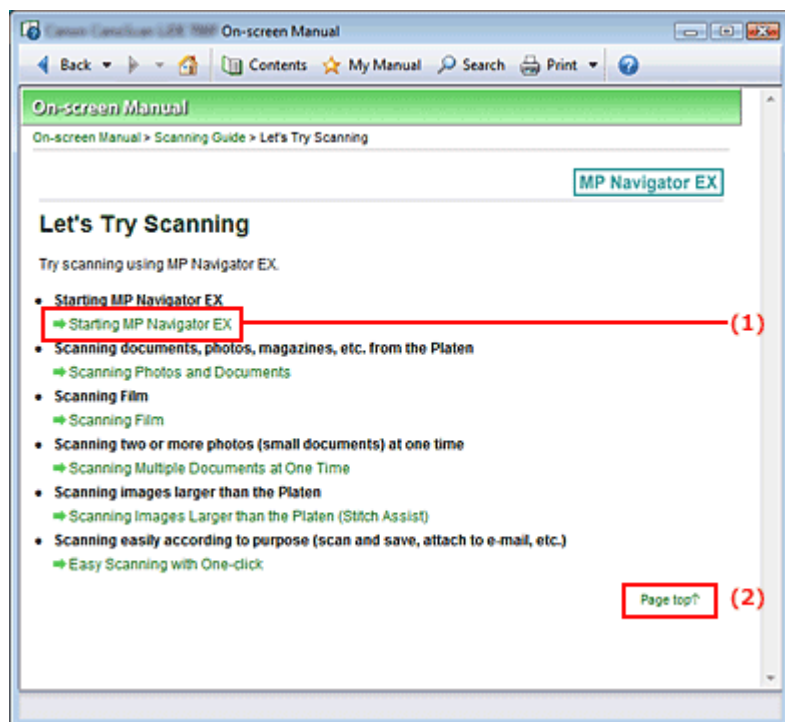 On-screen Manual
Back Contents My Manual Search Print
On-screen Manual
On-screen Manual > Scanning Guide > Let's Try Scanning
MP Navigator EX
Let's Try Scanning
Try scanning using MP Navigator EX.
• Starting MP Navigator EX
➡ Starting MP Navigator EX
(1)
• Scanning documents, photos, magazines, etc. from the Platen
➡ Scanning Photos and Documents
• Scanning Film
➡ Scanning Film
• Scanning two or more photos (small documents) at one time
➡ Scanning Multiple Documents at One Time
• Scanning images larger than the Platen
➡ Scanning Images Larger than the Platen (Stitch Assist)
• Scanning easily according to purpose (scan and save, attach to e-mail, etc.)
➡ Easy Scanning with One-click
Page top↑
(2)